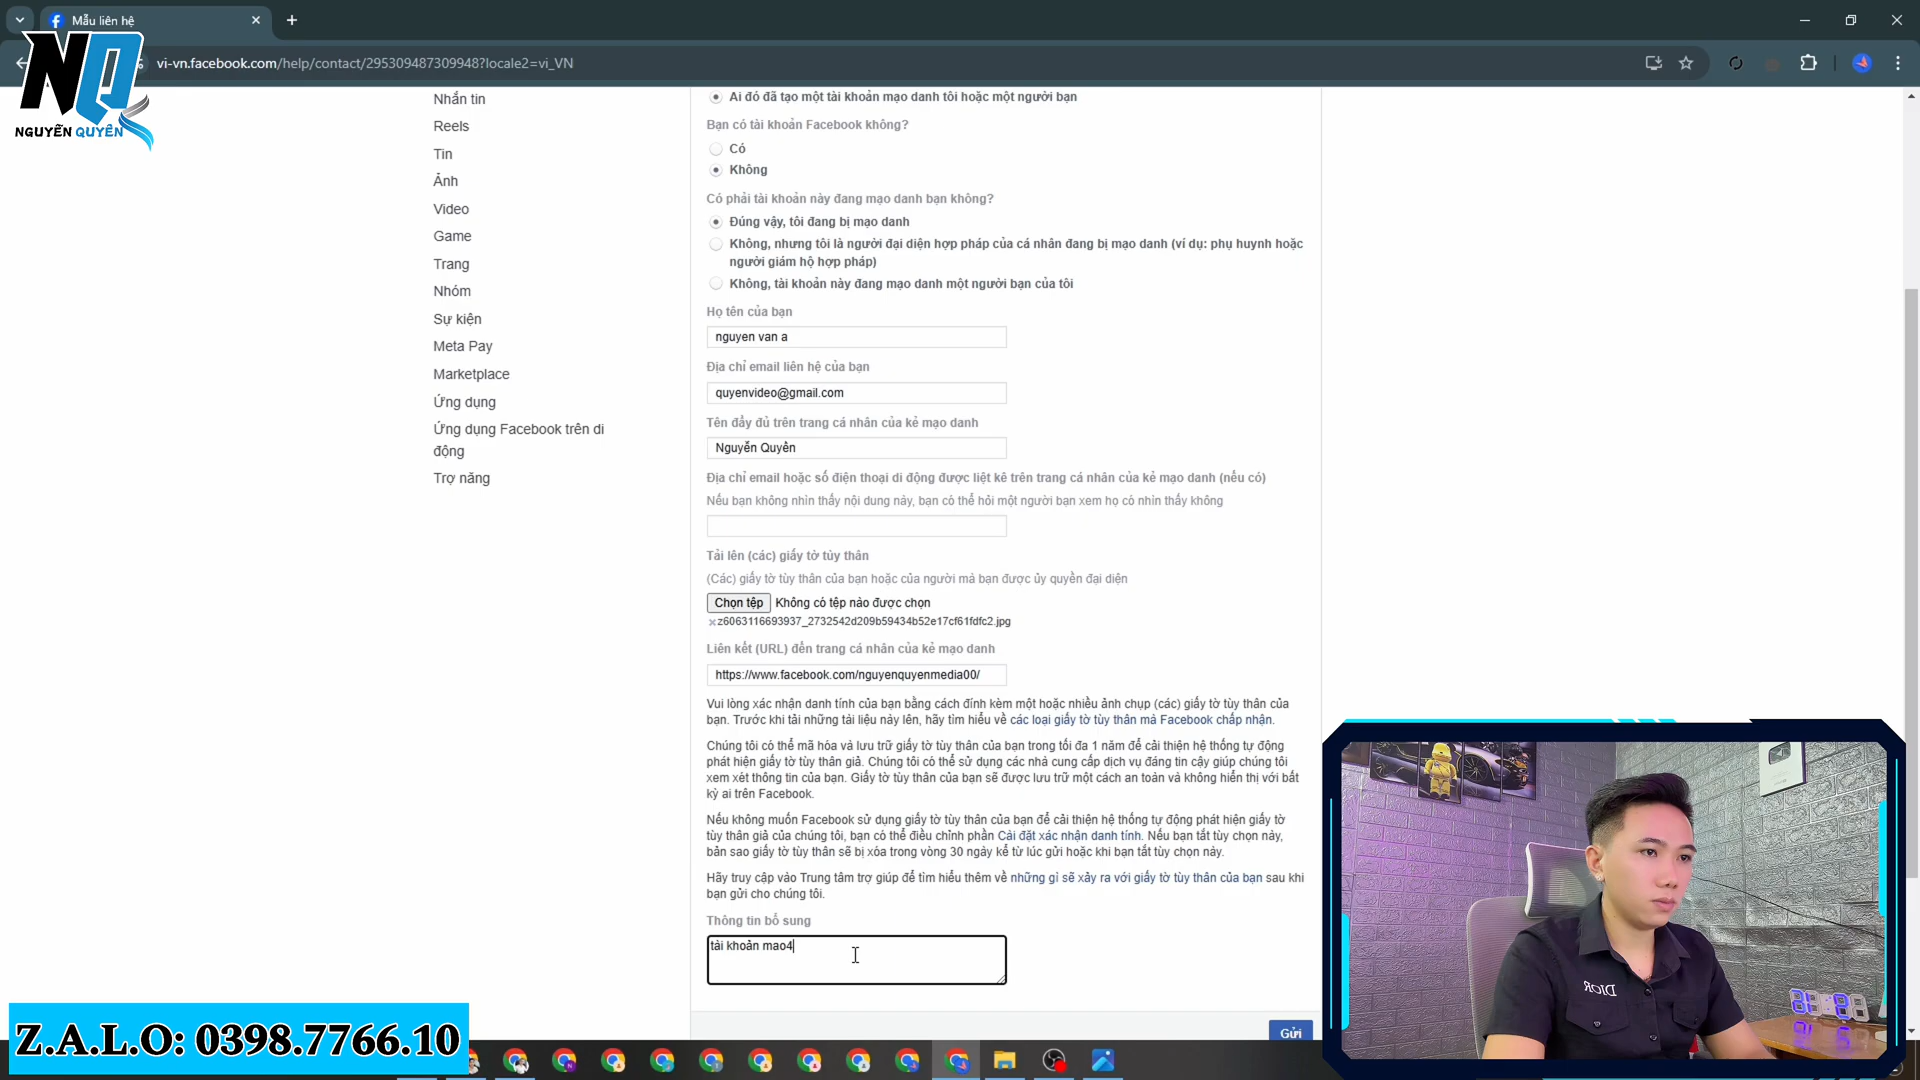 Mẫu liên hệ
vi-vn.facebook.com/help/contact/295309487309948?locale2=vi_VN
NQ
NGUYỄN QUYỀN
Nhắn tin
Reels
Tin
Ảnh
Video
Game
Trang
Nhóm
Sự kiện
Meta Pay
Marketplace
Ứng dụng
Ứng dụng Facebook trên di
động
Trợ năng
Ai đó đã tạo một tài khoản mạo danh tôi hoặc một người bạn
Bạn có tài khoản Facebook không?
Có
Không
Có phải tài khoản này đang mạo danh bạn không?
Đúng vậy, tôi đang bị mạo danh
Không, nhưng tôi là người đại diện hợp pháp của cá nhân đang bị mạo danh (ví dụ: phụ huynh hoặc
người giám hộ hợp pháp)
Không, tài khoản này đang mạo danh một người bạn của tôi
Họ tên của bạn
nguyen van a
Địa chỉ email liên hệ của bạn
quyenvideo@gmail.com
Tên đầy đủ trên trang cá nhân của kẻ mạo danh
Nguyễn Quyền
Địa chỉ email hoặc số điện thoại di động được liệt kê trên trang cá nhân của kẻ mạo danh (nếu có)
Nếu bạn không nhìn thấy nội dung này, bạn có thể hỏi một người bạn xem họ có nhìn thấy không
Tải lên (các) giấy tờ tùy thân
(Các) giấy tờ tùy thân của bạn hoặc của người mà bạn được ủy quyền đại diện
Chọn tệp Không có tệp nào được chọn
z6063116693937_2732542d209b59434b52e17cf61fdfc2.jpg
Liên kết (URL) đến trang cá nhân của kẻ mạo danh
https://www.facebook.com/nguyenquyenmedia00/
Vui lòng xác nhận danh tính của bạn bằng cách đính kèm một hoặc nhiều ảnh chụp (các) giấy tờ tùy thân của
bạn. Trước khi tải những tài liệu này lên, hãy tìm hiểu về các loại giấy tờ tùy thân mà Facebook chấp nhận.
Chúng tôi có thể mã hóa và lưu trữ giấy tờ tùy thân của bạn trong tối đa 1 năm để cải thiện hệ thống tự động
phát hiện giấy tờ tùy thân giả. Chúng tôi có thể sử dụng các nhà cung cấp dịch vụ đáng tin cậy giúp chúng tôi
xem xét thông tin của bạn. Giấy tờ tùy thân của bạn sẽ được lưu trữ một cách an toàn và không hiển thị với bất
kỳ ai trên Facebook.
Nếu không muốn Facebook sử dụng giấy tờ tùy thân của bạn để cải thiện hệ thống tự động phát hiện giấy tờ
tùy thân giả của chúng tôi, bạn có thể điều chỉnh phần Cài đặt xác nhận danh tính. Nếu bạn tắt tùy chọn này,
bản sao giấy tờ tùy thân sẽ bị xóa trong vòng 30 ngày kể từ lúc gửi hoặc khi bạn tắt tùy chọn này.
Hãy truy cập vào Trung tâm trợ giúp để tìm hiểu thêm về những gì sẽ xảy ra với giấy tờ tùy thân của bạn sau khi
bạn gửi cho chúng tôi.
Thông tin bổ sung
tài khoản mao4
Gửi
DIOR
Z.A.L.O: 0398.7766.10